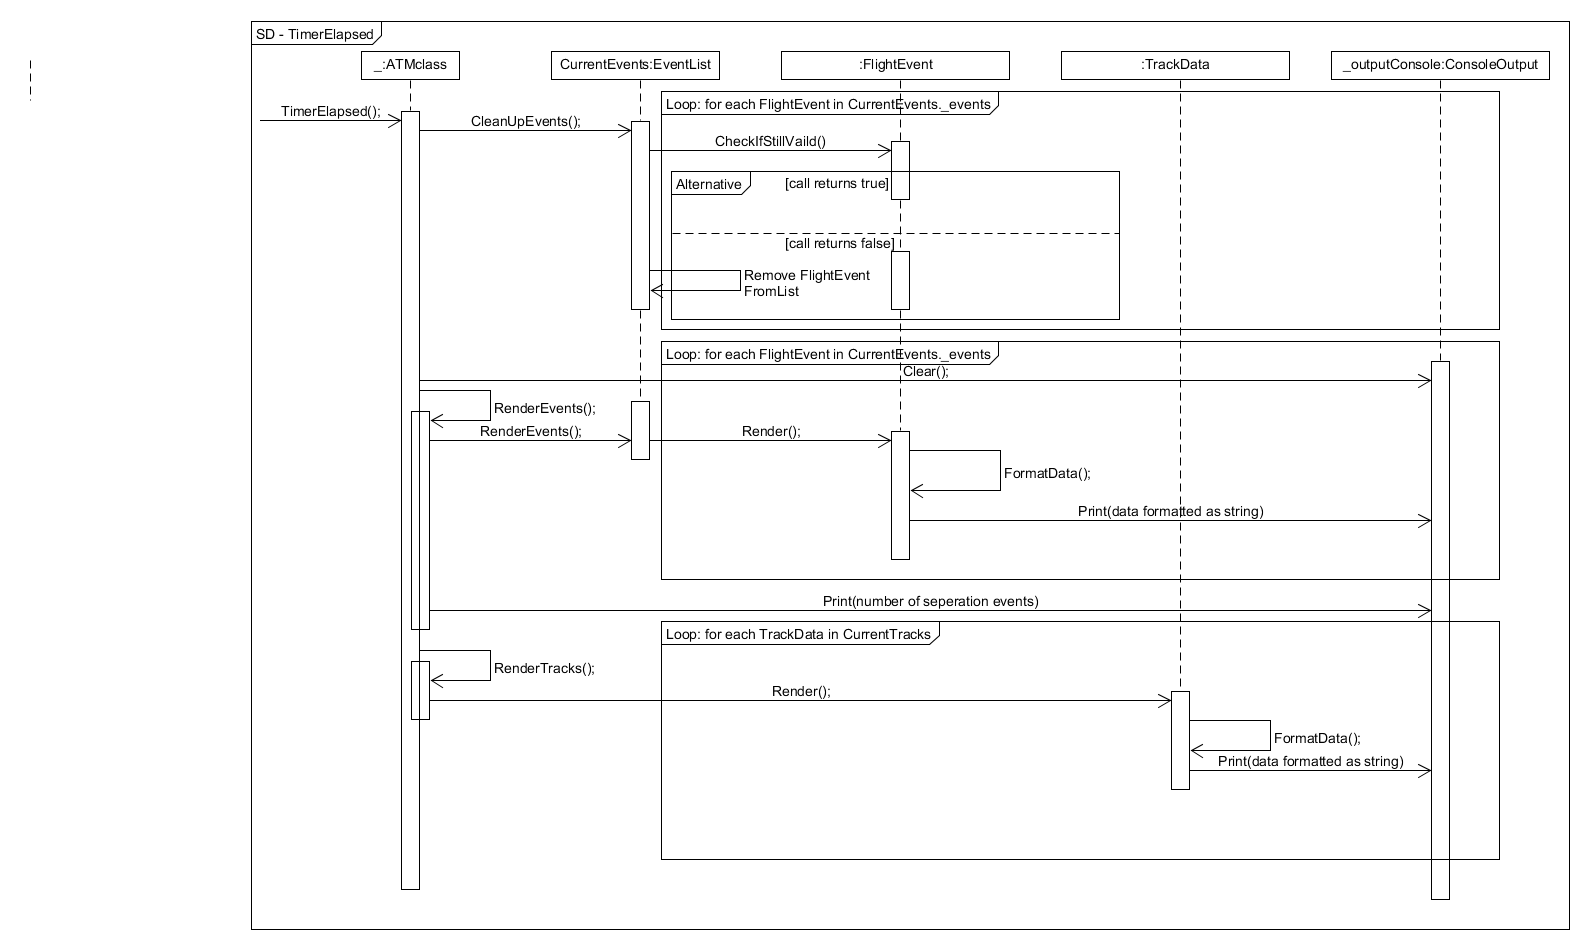 SD - TimerElapsed
_:ATMclass
CurrentEvents:EventList
:FlightEvent
:TrackData
_outputConsole:ConsoleOutput
Loop: for each FlightEvent in CurrentEvents._events
TimerElapsed();
CleanUpEvents();
CheckIfStillVaild()
Alternative
[call returns true]
[call returns false]
Remove FlightEvent
FromList
Loop: for each FlightEvent in CurrentEvents._events
Clear();
RenderEvents();
RenderEvents();
Render();
FormatData();
Print(data formatted as string)
Print(number of seperation events)
Loop: for each TrackData in CurrentTracks
RenderTracks();
Render();
FormatData();
Print(data formatted as string)